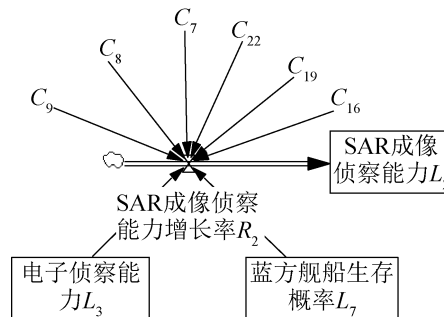 C7
C8
C22
C9
C19
C16
SAR成像
侦察能力L
SAR成像侦察
能力增长率R2
电子侦察能
力L3
蓝方舰船生存
概率L7